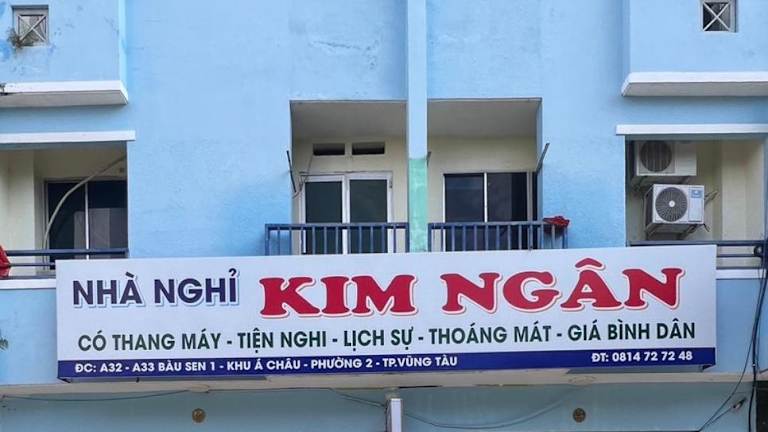 NHÀ NGHỈ KIM NGÂN
CÓ THANG MÁY - TIỆN NGHI - LỊCH SỰ - THOÁNG MÁT - GIÁ BÌNH DÂN
ĐC: A32 - A33 BÀU SEN 1 - KHU Á CHÂU - PHƯỜNG 2 - TP.VŨNG TÀU ĐT: 0814 72 72 48